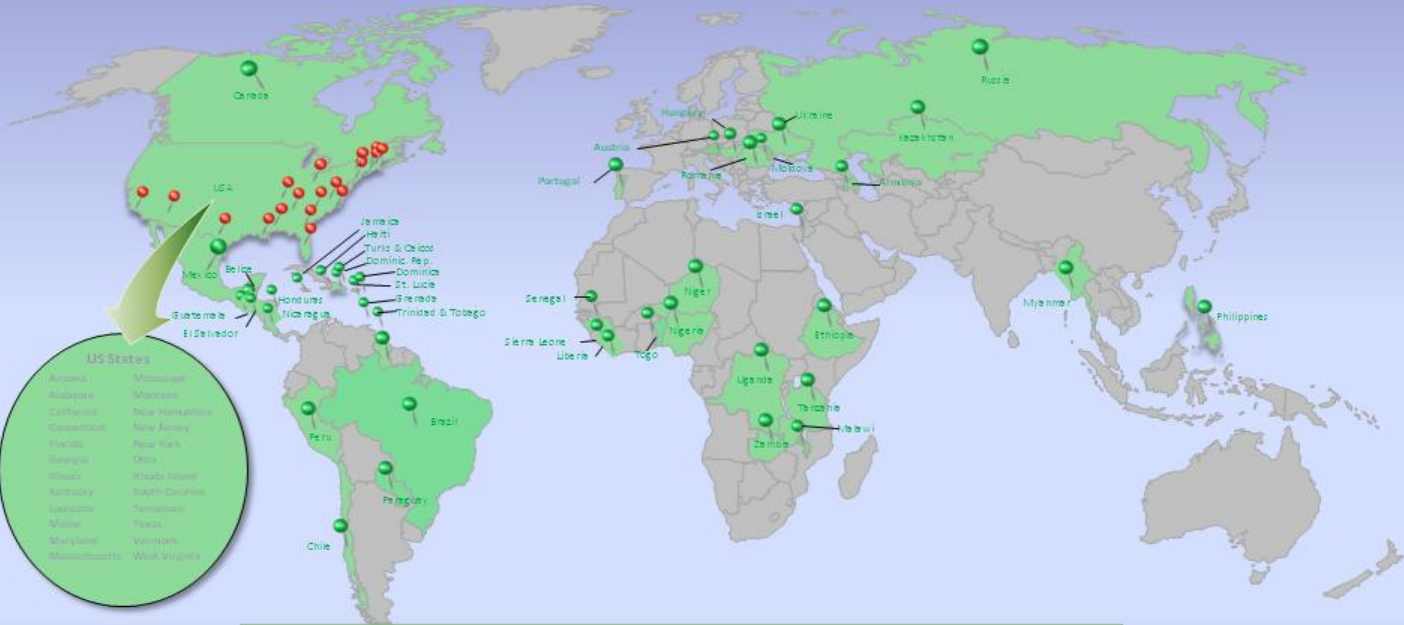 Canada
Russia
Hungary
Ukraine
Kazakhstan
Austria
USA
Portugal
Romania
Moldova
Armenia
Israel
Jamaica
Haiti
Turks & Caicos
Dominic. Rep.
Mexico
Belice
Dominica
St. Lucia
Niger
Senegal
Grenada
Honduras
Myanmar
Guatemala
Nicaragua
Trinidad & Tobago
Philippines
El Salvador
Nigeria
Ethiopia
Sierra Leone
Liberia
Togo
US States
Arizona Mississippi
Alabama Montana
California New Hampshire
Connecticut New Jersey
Florida New York
Georgia Ohio
Illinois Rhode Island
Kentucky South Carolina
Louisiana Tennessee
Maine Texas
Maryland Vermont
Massachusetts West Virginia
Uganda
Tanzania
Brazil
Malawi
Peru
Zambia
Paraguay
Chile